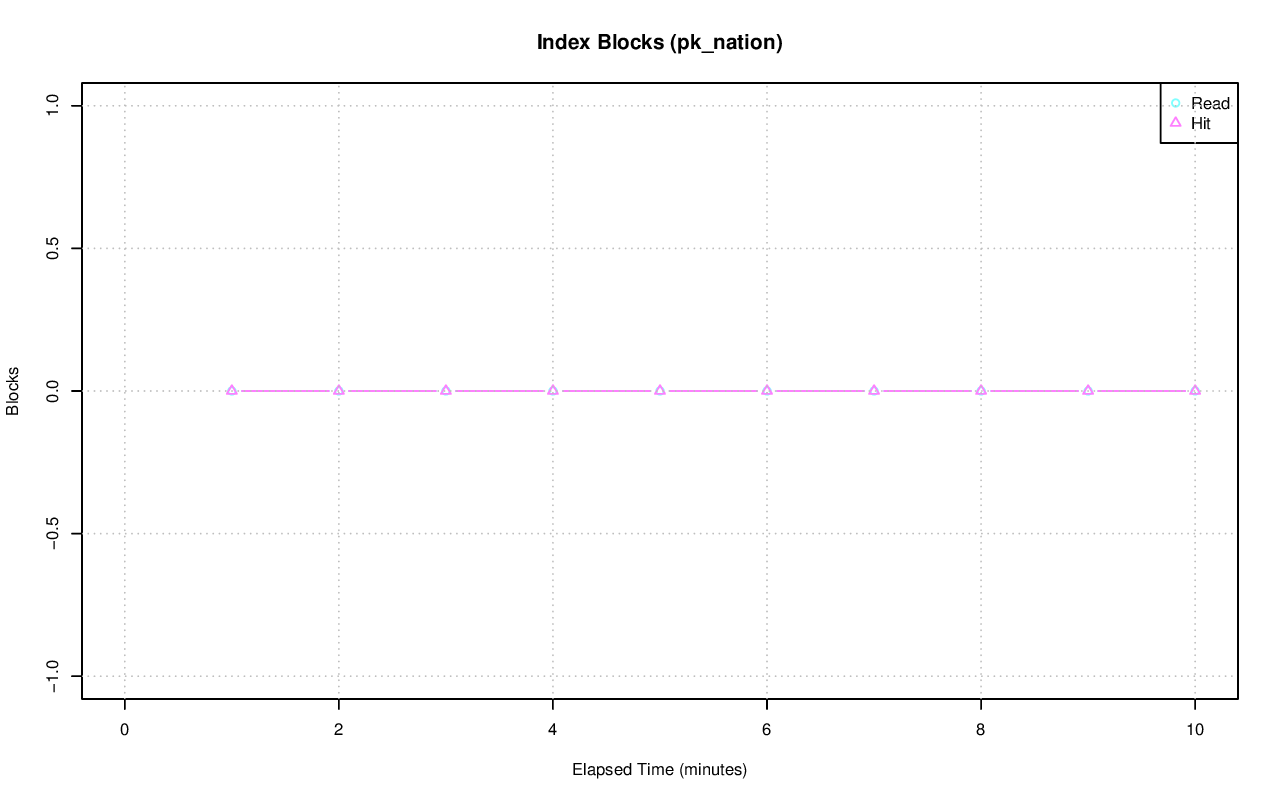 Index Blocks (pk_nation)
Read
Hit
1.0
0.5
0.0
−0.5
−1.0
Blocks
0 2 4 6 8 10
Elapsed Time (minutes)